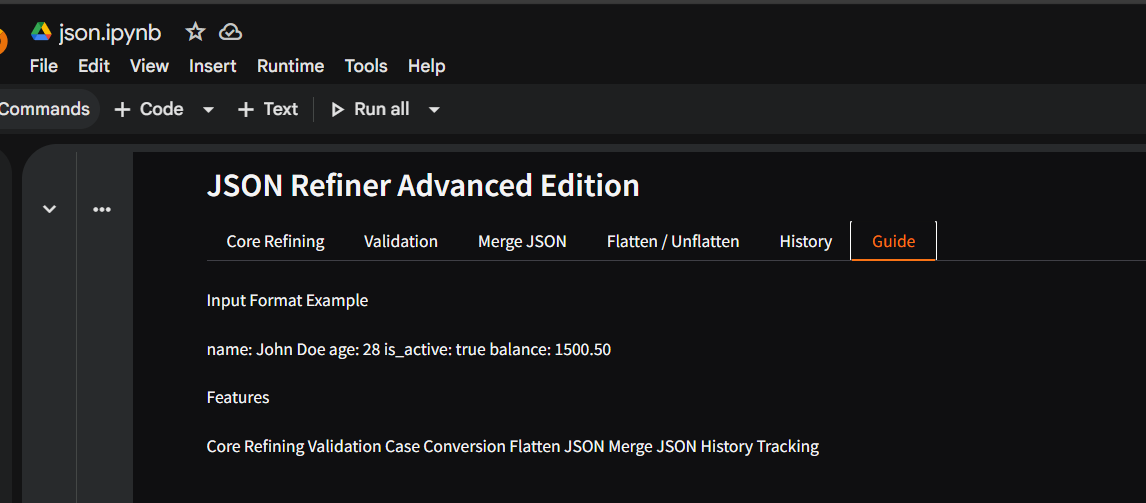 json.ipynb
File Edit View Insert Runtime Tools Help
Commands + Code + Text Run all
JSON Refiner Advanced Edition
Core Refining Validation Merge JSON Flatten / Unflatten History Guide
Input Format Example
name: John Doe age: 28 is_active: true balance: 1500.50
Features
Core Refining Validation Case Conversion Flatten JSON Merge JSON History Tracking